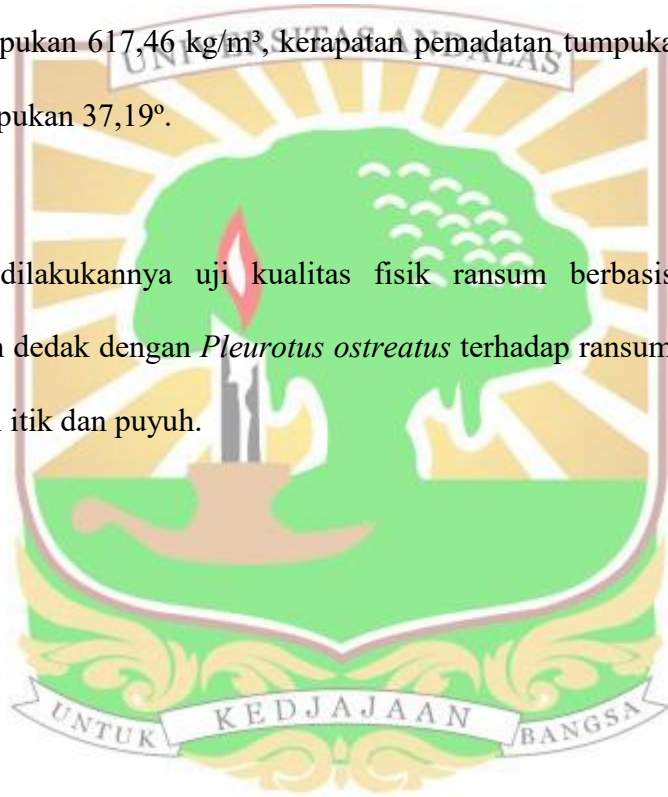 pukan 617,46 kg/m³, kerapatan pemadatan tumpuka
UNIVERSITAS ANDALAS
pukan 37,19º.
dilakukannya uji kualitas fisik ransum berbasis
dedak dengan Pleurotus ostreatus terhadap ransum
itik dan puyuh.
UNTUK KEDJAJAAN BANGSA